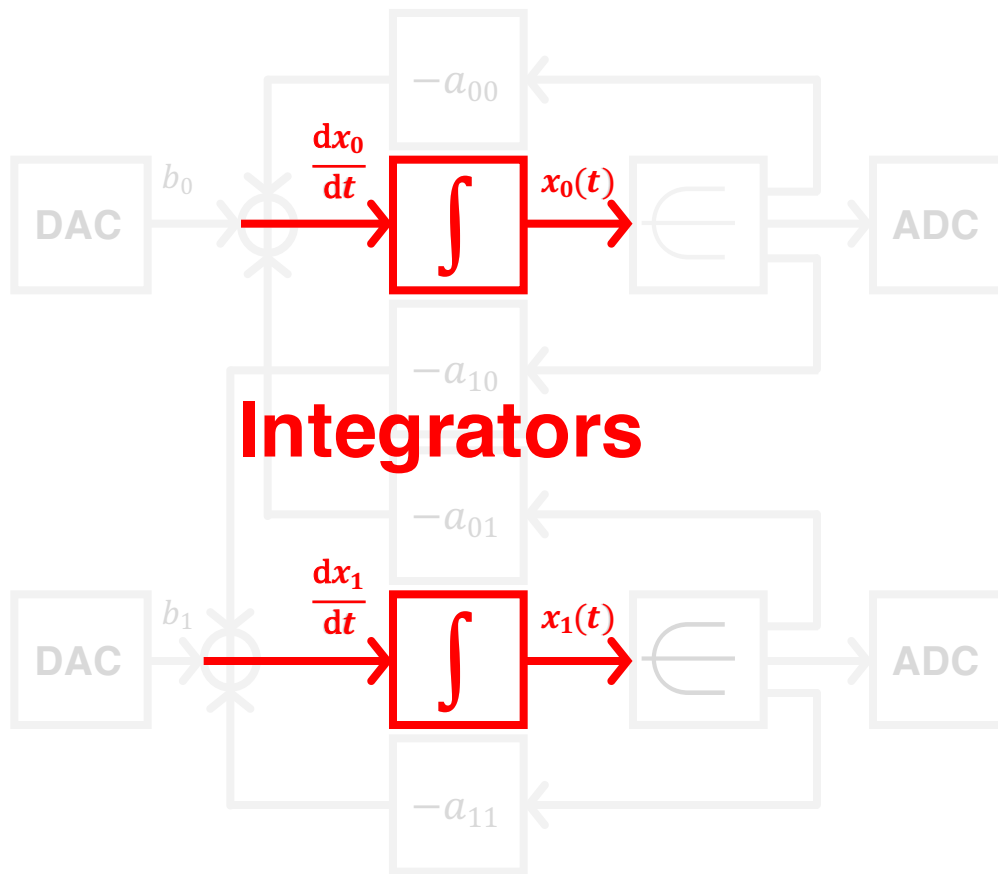 −a₀₀
dx₀
dt
b₀
x₀(t)
DAC
∫
ADC
−a₁₀
Integrators
−a₀₁
dx₁
dt
b₁
x₁(t)
DAC
∫
ADC
−a₁₁